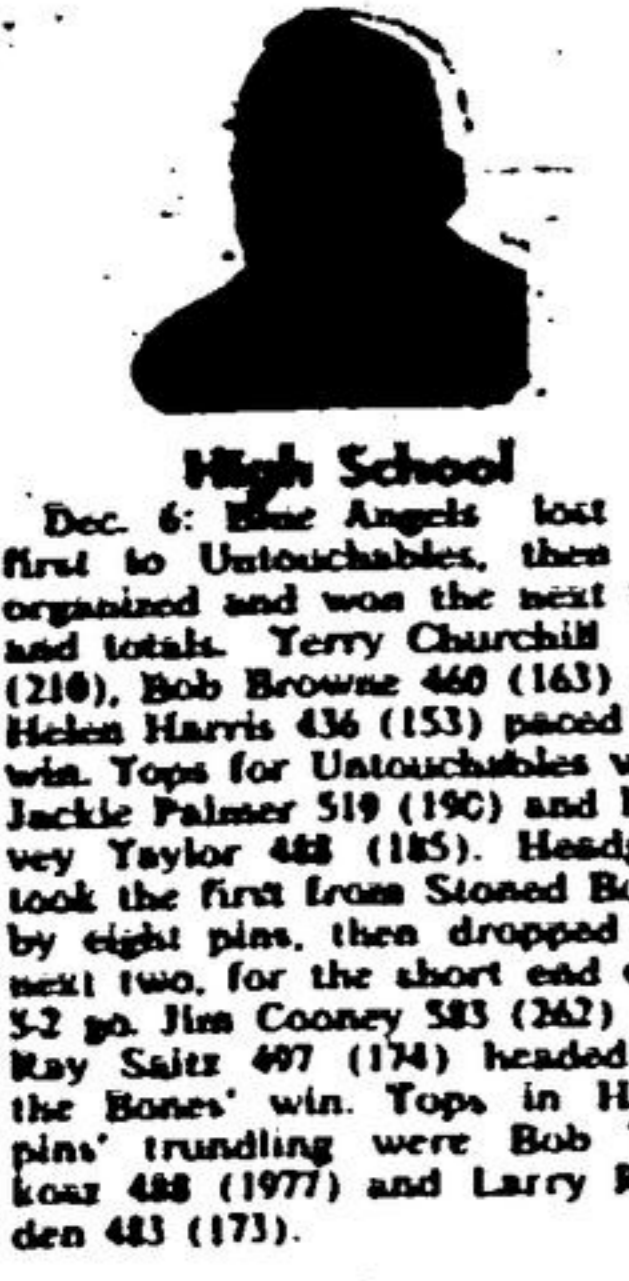 High School
Dec. 6: Blue Angels lost
first to Untouchables, then
organized and won the next
and totals. Terry Churchill
(210), Bob Browne 460 (163)
Helen Harris 436 (153) paced
win. Tops for Untouchables
Jackie Palmer 519 (190) and
vey Taylor 488 (185). Headp
took the first from Stoned Bo
by eight pins, then dropped
next two, for the short end
5-2 go. Jim Cooney 583 (262)
Ray Saitz 497 (174) headed
the Bones' win. Tops in H
pins' trundling were Bob
kosz 488 (1977) and Larry
den 483 (173).